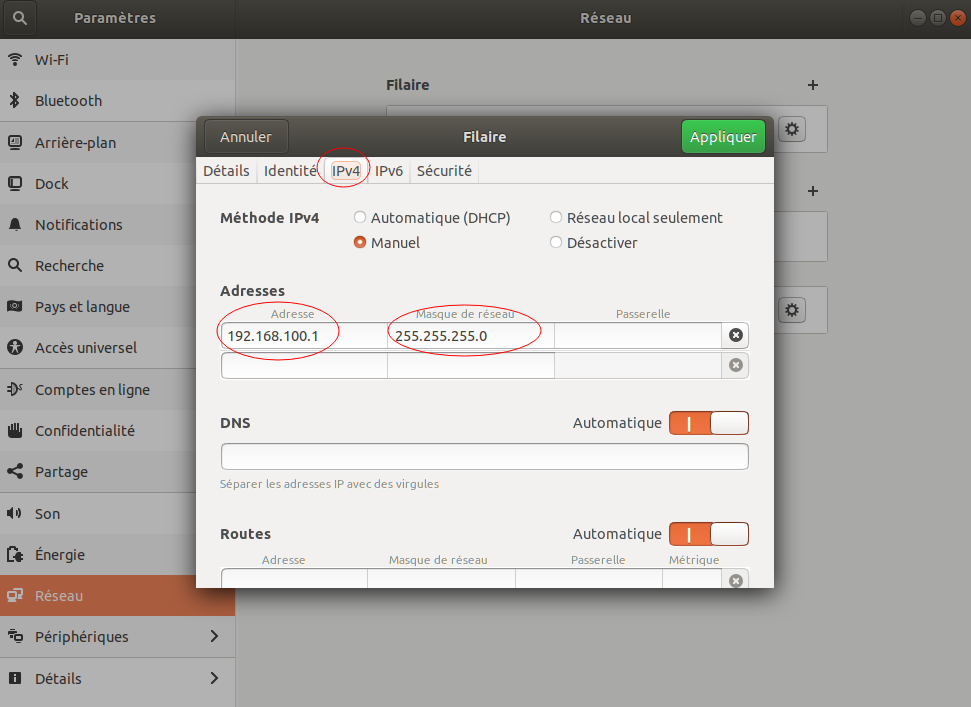 Paramètres
Réseau
Wi-Fi
Bluetooth
Arrière-plan
Dock
Notifications
Recherche
Pays et langue
Accès universel
Comptes en ligne
Confidentialité
Partage
Son
Énergie
Réseau
Périphériques
Détails
Filaire
Annuler
Filaire
Appliquer
Détails
Identité
IPv4
IPv6
Sécurité
Méthode IPv4
Automatique (DHCP)
Réseau local seulement
Manuel
Désactiver
Adresses
Adresse
Masque de réseau
Passerelle
192.168.100.1
255.255.255.0
DNS
Automatique
Séparer les adresses IP avec des virgules
Routes
Automatique
Adresse
Masque de réseau
Passerelle
Métrique